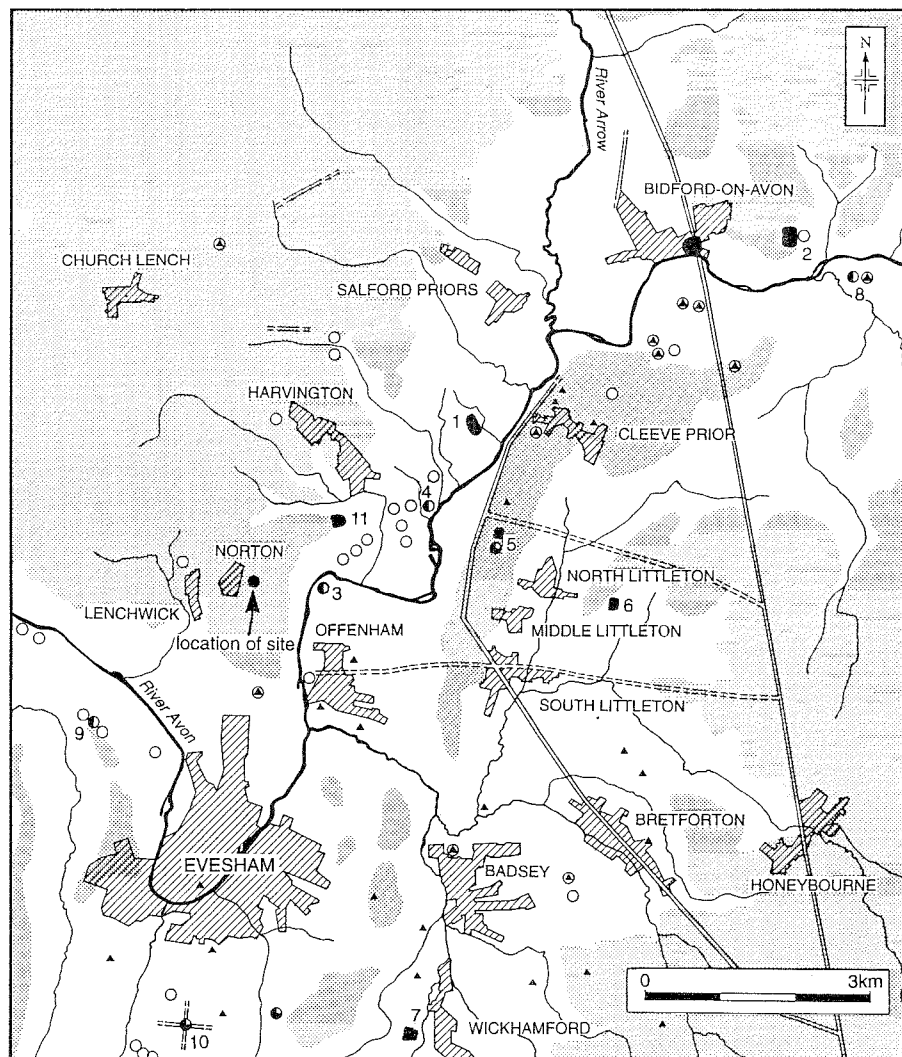 N
River Arrow
BIDFORD-ON-AVON
2
CHURCH LENCH
SALFORD PRIORS
8
HARVINGTON
1
CLEEVE PRIOR
4
11
5
NORTON
NORTH LITTLETON
3
6
LENCHWICK
MIDDLE LITTLETON
location of site
OFFENHAM
River Avon
SOUTH LITTLETON
9
BRETFORTON
EVESHAM
BADSEY
HONEYBOURNE
0 3km
7
WICKHAMFORD
10